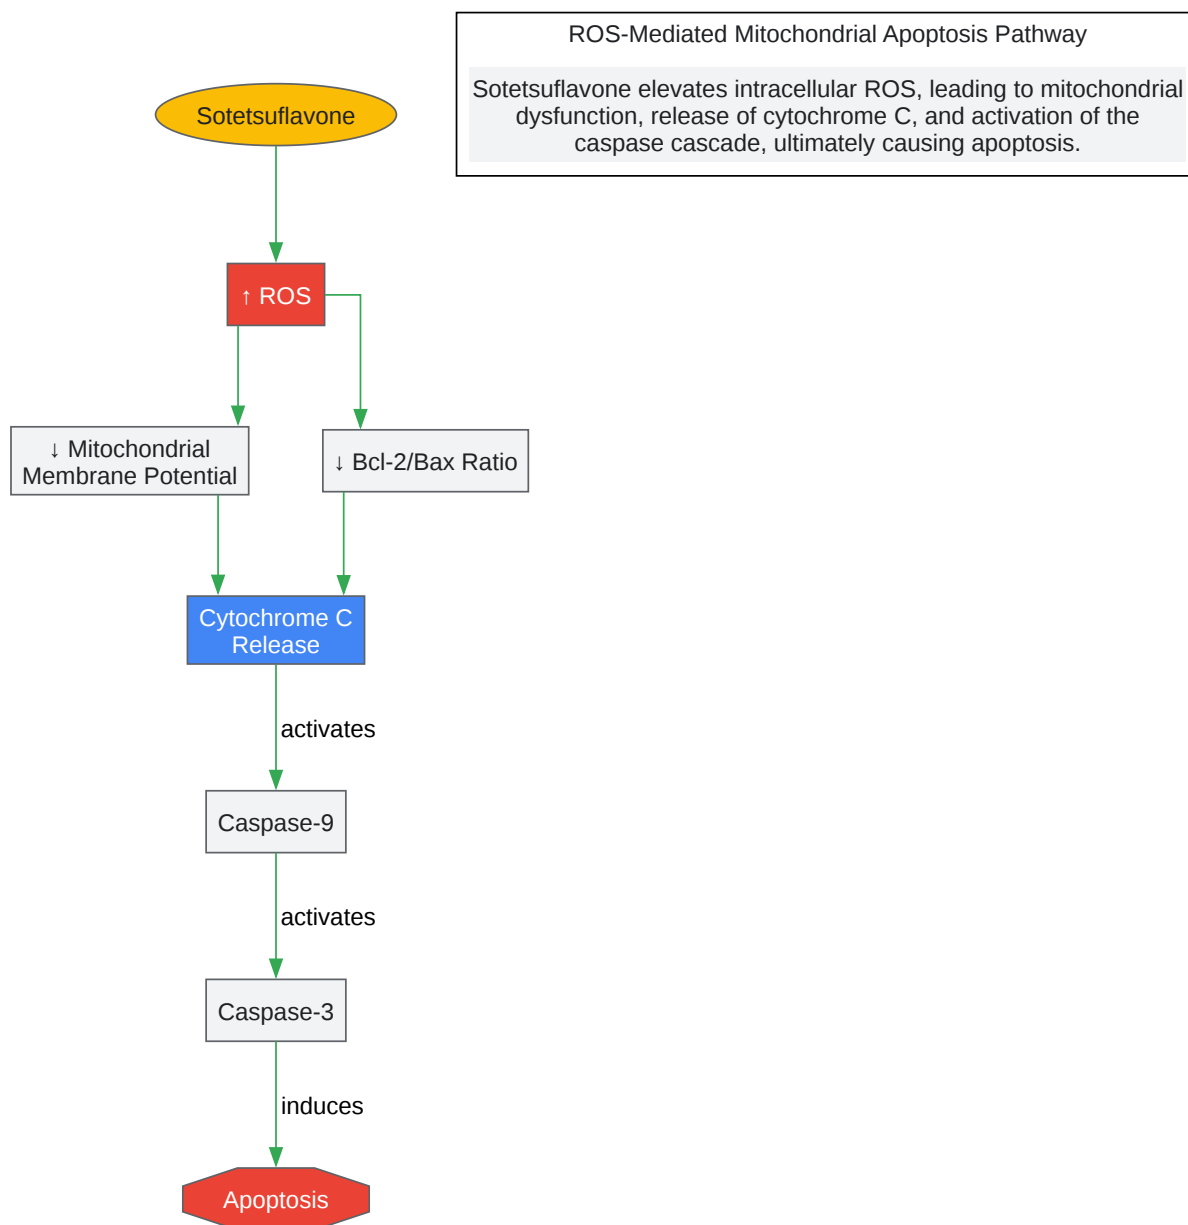 ROS-Mediated Mitochondrial Apoptosis Pathway
Sotetsuflavone elevates intracellular ROS, leading to mitochondrial
dysfunction, release of cytochrome C, and activation of the
caspase cascade, ultimately causing apoptosis.
Sotetsuflavone
↑ ROS
↓ Mitochondrial
Membrane Potential
↓ Bcl-2/Bax Ratio
Cytochrome C
Release
activates
Caspase-9
activates
Caspase-3
induces
Apoptosis